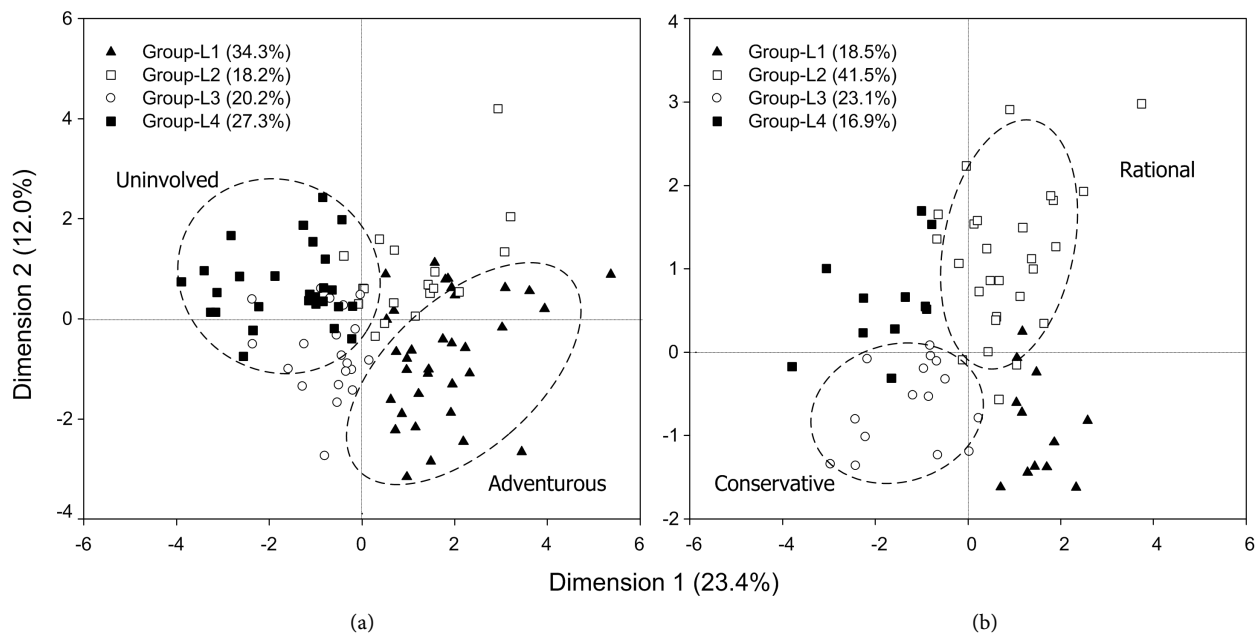 6
4
2
0
-2
-4
-6
-4
-2
0
2
4
6
Group-L1 (34.3%)
Group-L2 (18.2%)
Group-L3 (20.2%)
Group-L4 (27.3%)
Uninvolved
Adventurous
Dimension 2 (12.0%)
4
3
2
1
0
-1
-2
-6
-4
-2
0
2
4
6
Group-L1 (18.5%)
Group-L2 (41.5%)
Group-L3 (23.1%)
Group-L4 (16.9%)
Rational
Conservative
Dimension 1 (23.4%)
(a)
(b)